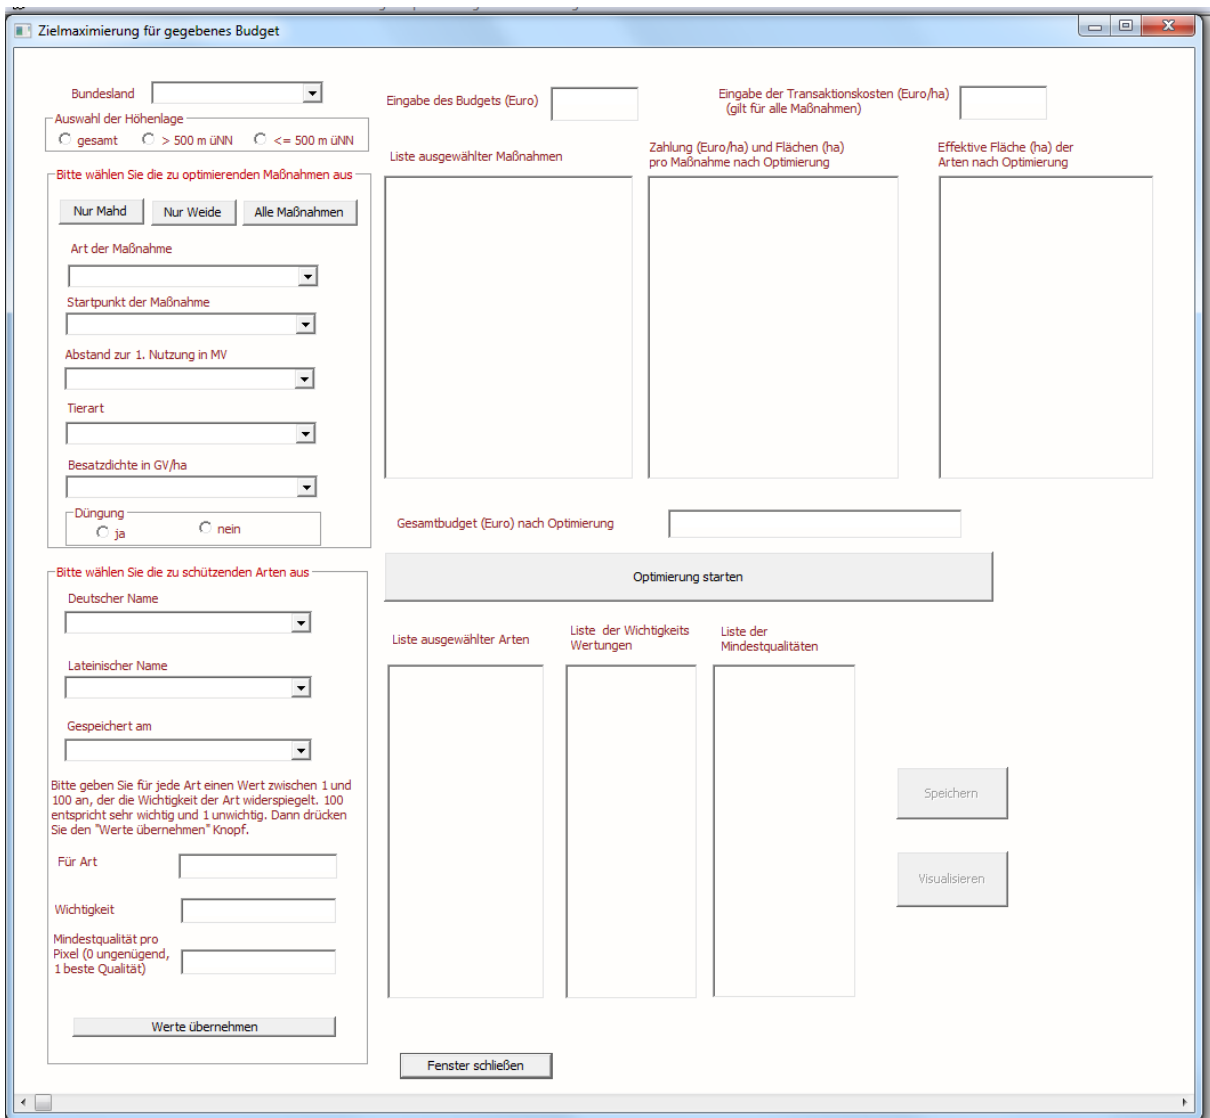 Zielmaximierung für gegebenes Budget
Bundesland
Auswahl der Höhenlage
gesamt > 500 m üNN <= 500 m üNN
Bitte wählen Sie die zu optimierenden Maßnahmen aus
Nur Mahd Nur Weide Alle Maßnahmen
Art der Maßnahme
Startpunkt der Maßnahme
Abstand zur 1. Nutzung in MV
Tierart
Besatzdichte in GV/ha
Düngung
ja nein
Bitte wählen Sie die zu schützenden Arten aus
Deutscher Name
Lateinischer Name
Gespeichert am
Bitte geben Sie für jede Art einen Wert zwischen 1 und
100 an, der die Wichtigkeit der Art widerspiegelt. 100
entspricht sehr wichtig und 1 unwichtig. Dann drücken
Sie den "Werte übernehmen" Knopf.
Für Art
Wichtigkeit
Mindestqualität pro
Pixel (0 ungenügend,
1 beste Qualität)
Werte übernehmen
Eingabe des Budgets (Euro)
Eingabe der Transaktionskosten (Euro/ha)
(gilt für alle Maßnahmen)
Liste ausgewählter Maßnahmen
Zahlung (Euro/ha) und Flächen (ha)
pro Maßnahme nach Optimierung
Effektive Fläche (ha) der
Arten nach Optimierung
Gesamtbudget (Euro) nach Optimierung
Optimierung starten
Liste ausgewählter Arten
Liste der Wichtigkeits
Wertungen
Liste der
Mindestqualitäten
Speichern
Visualisieren
Fenster schließen